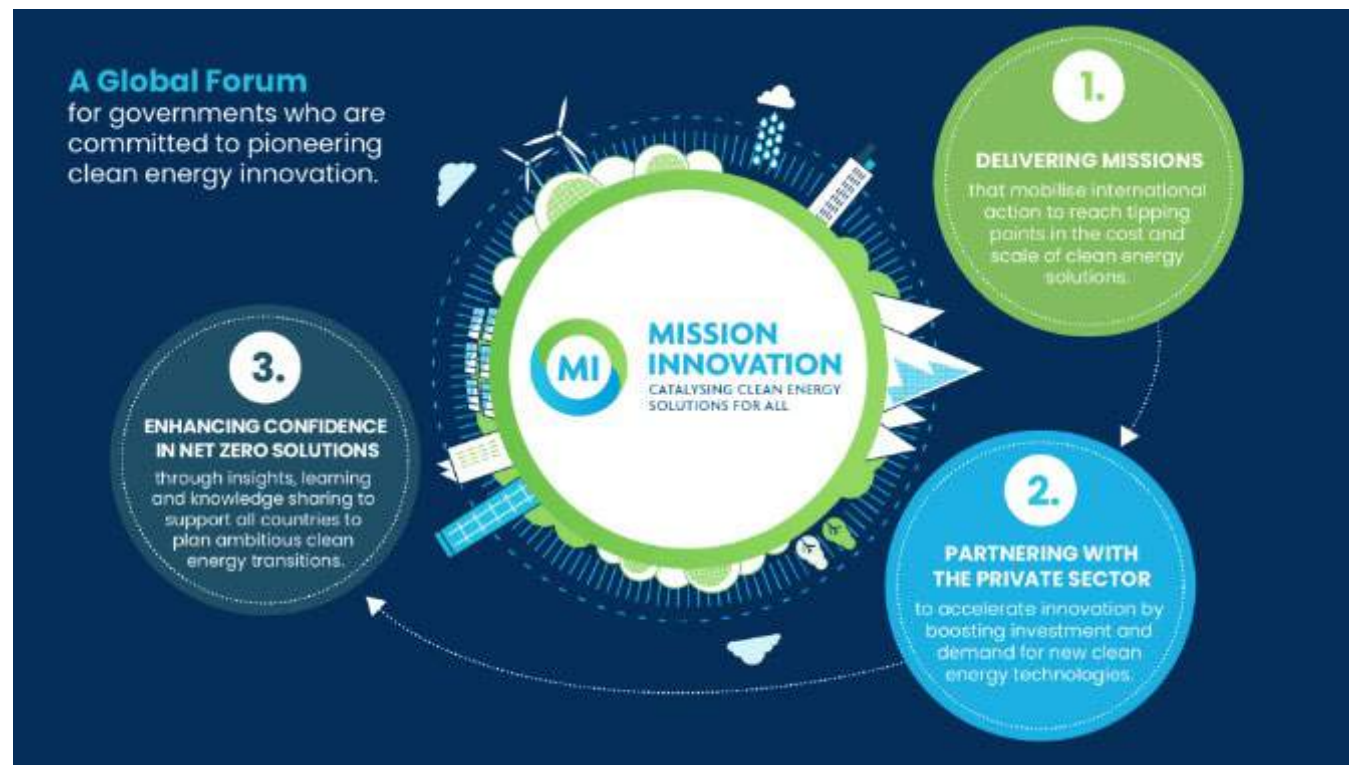 A Global Forum
for governments who are
committed to pioneering
clean energy innovation.
1.
DELIVERING MISSIONS
that mobilise international
action to reach tipping
points in the cost and
scale of clean energy
solutions.
MI
MISSION
INNOVATION
CATALYSING CLEAN ENERGY
SOLUTIONS FOR ALL
2.
PARTNERING WITH
THE PRIVATE SECTOR
to accelerate innovation by
boosting investment and
demand for new clean
energy technologies.
3.
ENHANCING CONFIDENCE
IN NET ZERO SOLUTIONS
through insights, learning
and knowledge sharing to
support all countries to
plan ambitious clean
energy transitions.